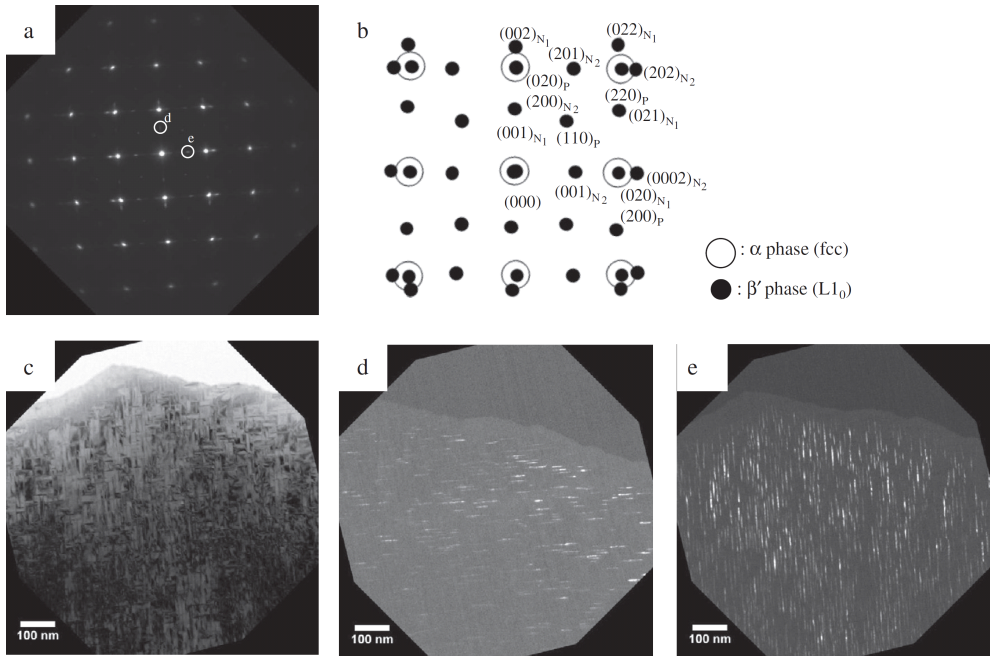 a
d
e
b
(002)N₁
(022)N₁
(201)N₂
(202)N₂
(020)P
(220)P
(200)N₂
(021)N₁
(001)N₁
(110)P
(0002)N₂
(001)N₂
(020)N₁
(000)
(200)P
: α phase (fcc)
: β′ phase (L1₀)
c
100 nm
d
100 nm
e
100 nm